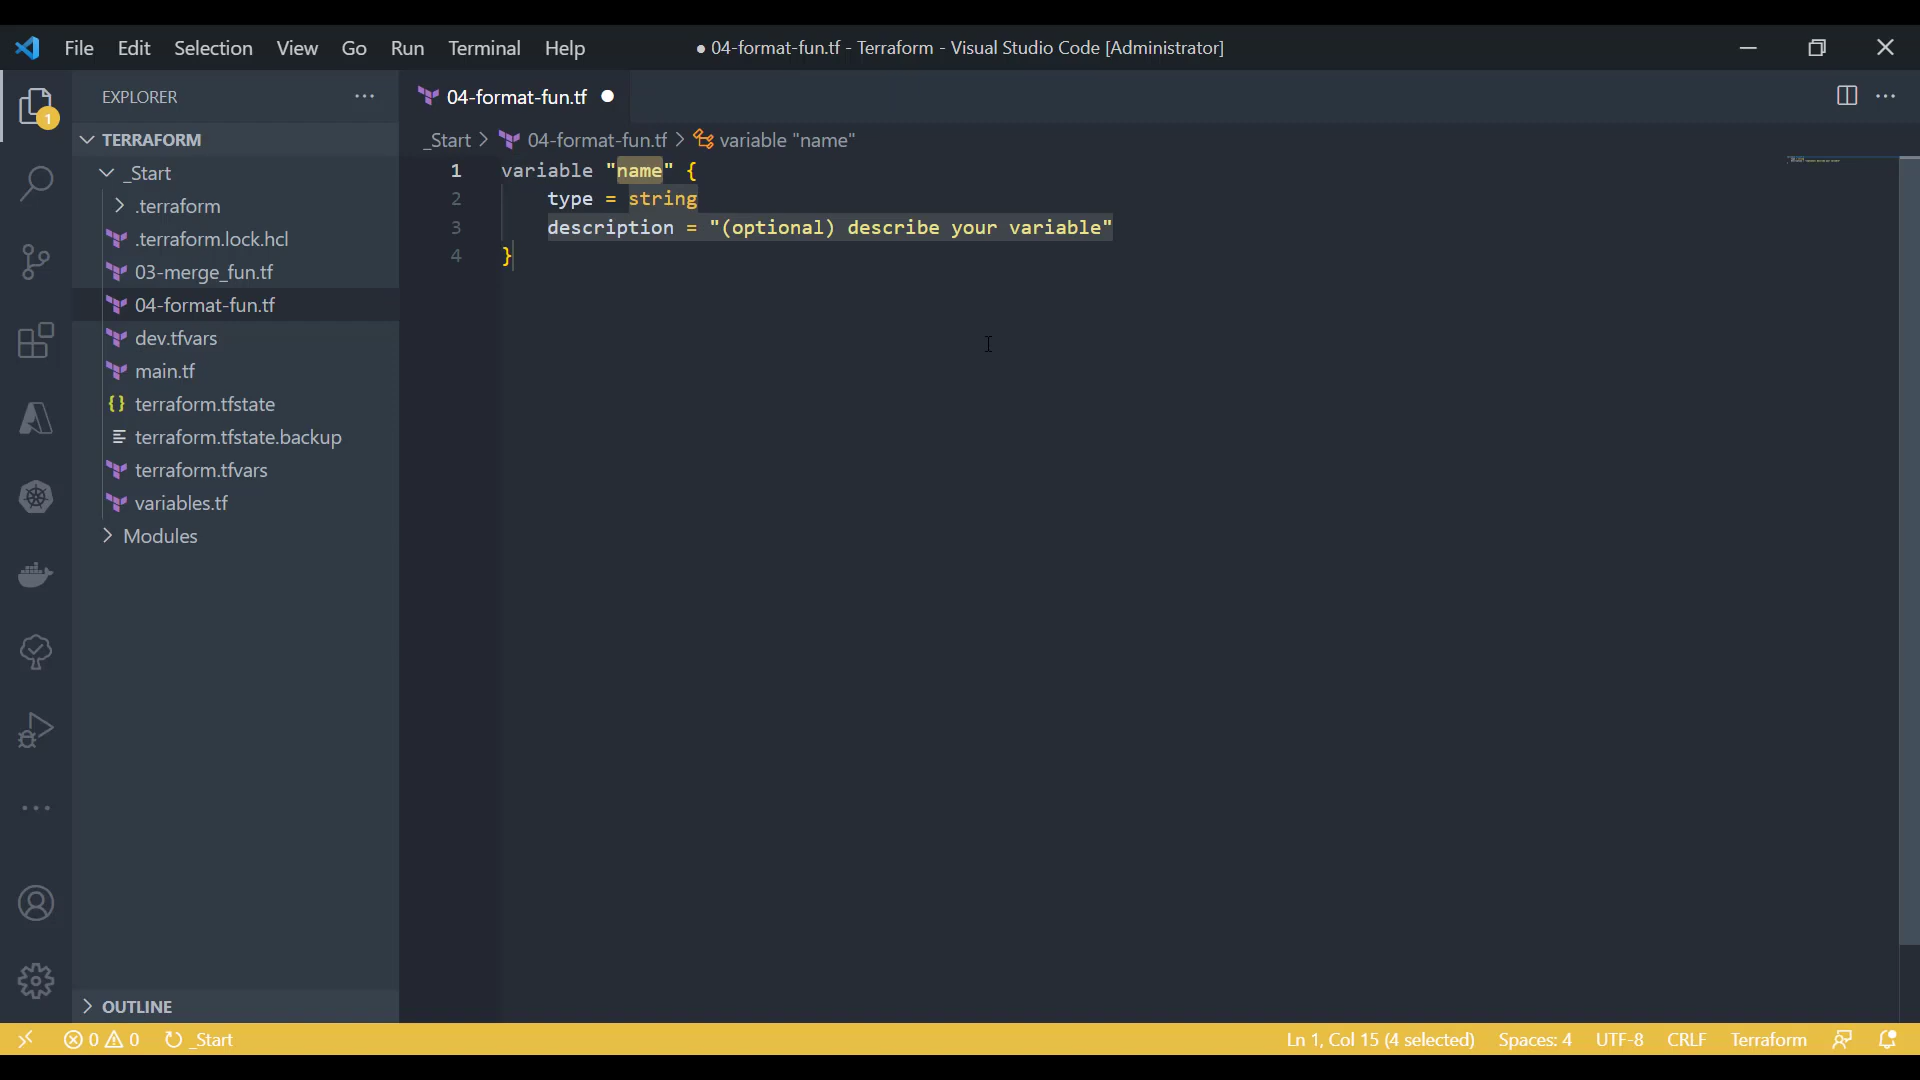 File Edit Selection View Go Run Terminal Help ● 04-format-fun.tf - Terraform - Visual Studio Code [Administrator]
EXPLORER
1
TERRAFORM
_Start
.terraform
.terraform.lock.hcl
03-merge_fun.tf
04-format-fun.tf
dev.tfvars
main.tf
terraform.tfstate
terraform.tfstate.backup
terraform.tfvars
variables.tf
Modules
OUTLINE
04-format-fun.tf
_Start > 04-format-fun.tf > variable "name"
1 variable "name" {
2 type = string
3 description = "(optional) describe your variable"
4 }
0 0 _Start Ln 1, Col 15 (4 selected) Spaces: 4 UTF-8 CRLF Terraform